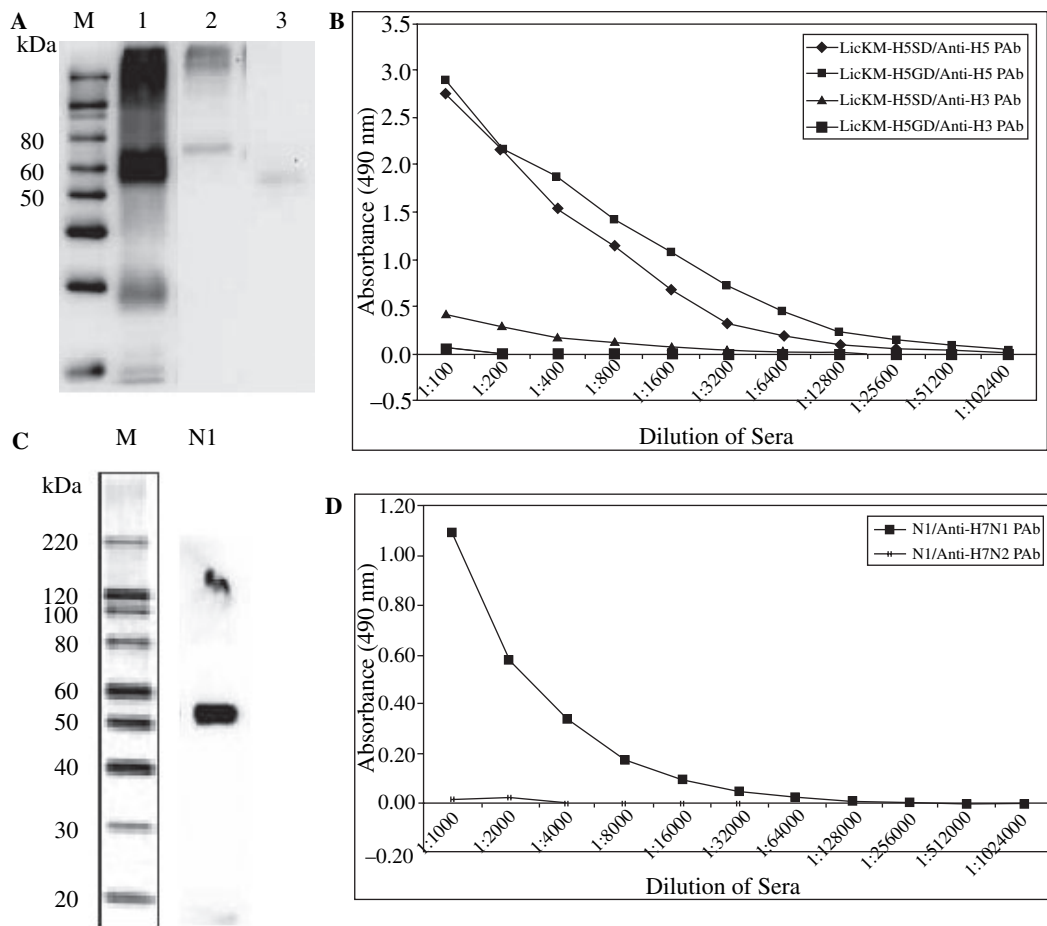 A M 1 2 3
kDa
80
60
50
B
LicKM-H5SD/Anti-H5 PAb
LicKM-H5GD/Anti-H5 PAb
LicKM-H5SD/Anti-H3 PAb
LicKM-H5GD/Anti-H3 PAb
Absorbance (490 nm)
3.5
3.0
2.5
2.0
1.5
1.0
0.5
0.0
–0.5
1:100 1:200 1:400 1:800 1:1600 1:3200 1:6400 1:12800 1:25600 1:51200 1:102400
Dilution of Sera
C M N1
kDa
220
120
100
80
60
50
40
30
20
D
N1/Anti-H7N1 PAb
N1/Anti-H7N2 PAb
Absorbance (490 nm)
1.20
1.00
0.80
0.60
0.40
0.20
0.00
–0.20
1:1000 1:2000 1:4000 1:8000 1:16000 1:32000 1:64000 1:128000 1:256000 1:512000 1:1024000
Dilution of Sera